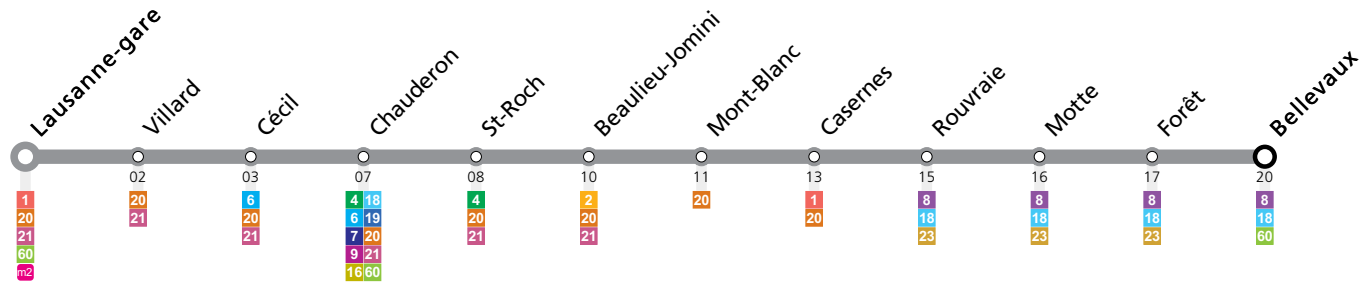 Lausanne-gare
Villard
Cécil
Chauderon
St-Roch
Beaulieu-Jomini
Mont-Blanc
Casernes
Rouvraie
Motte
Forêt
Bellevaux
02 03 07 08 10 11 13 15 16 17 20
1 20 6 4 18 4 2 20 1 8 8 8 8
20 21 20 6 19 20 20 20 18 18 18 18
21 21 7 20 21 21 23 23 23 60
60 9 21
m2 16 60